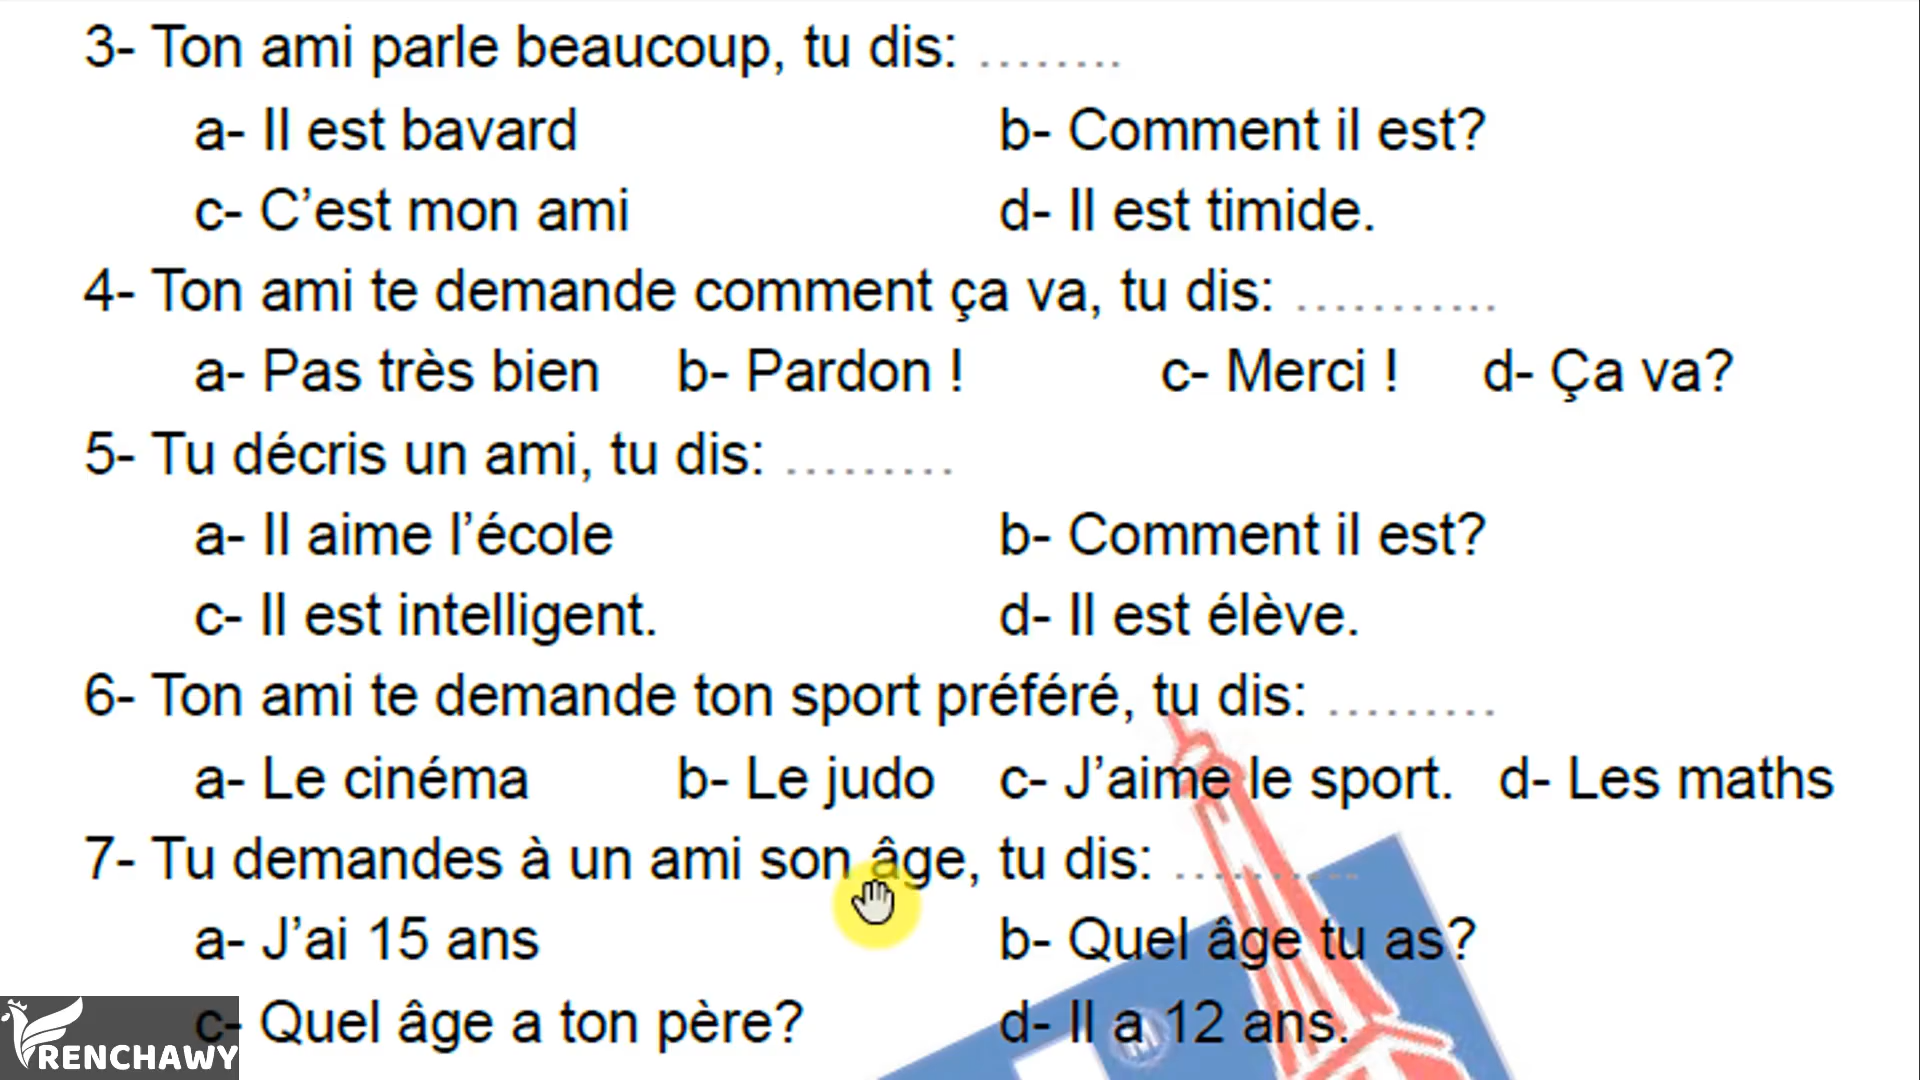 3- Ton ami parle beaucoup, tu dis: ........
a- Il est bavard b- Comment il est?
c- C’est mon ami d- Il est timide.
4- Ton ami te demande comment ça va, tu dis: ...........
a- Pas très bien b- Pardon ! c- Merci ! d- Ça va?
5- Tu décris un ami, tu dis: .........
a- Il aime l’école b- Comment il est?
c- Il est intelligent. d- Il est élève.
6- Ton ami te demande ton sport préféré, tu dis: .........
a- Le cinéma b- Le judo c- J’aime le sport. d- Les maths
7- Tu demandes à un ami son âge, tu dis: ..........
a- J’ai 15 ans b- Quel âge tu as?
c- Quel âge a ton père? d- Il a 12 ans.
FRENCHAWY